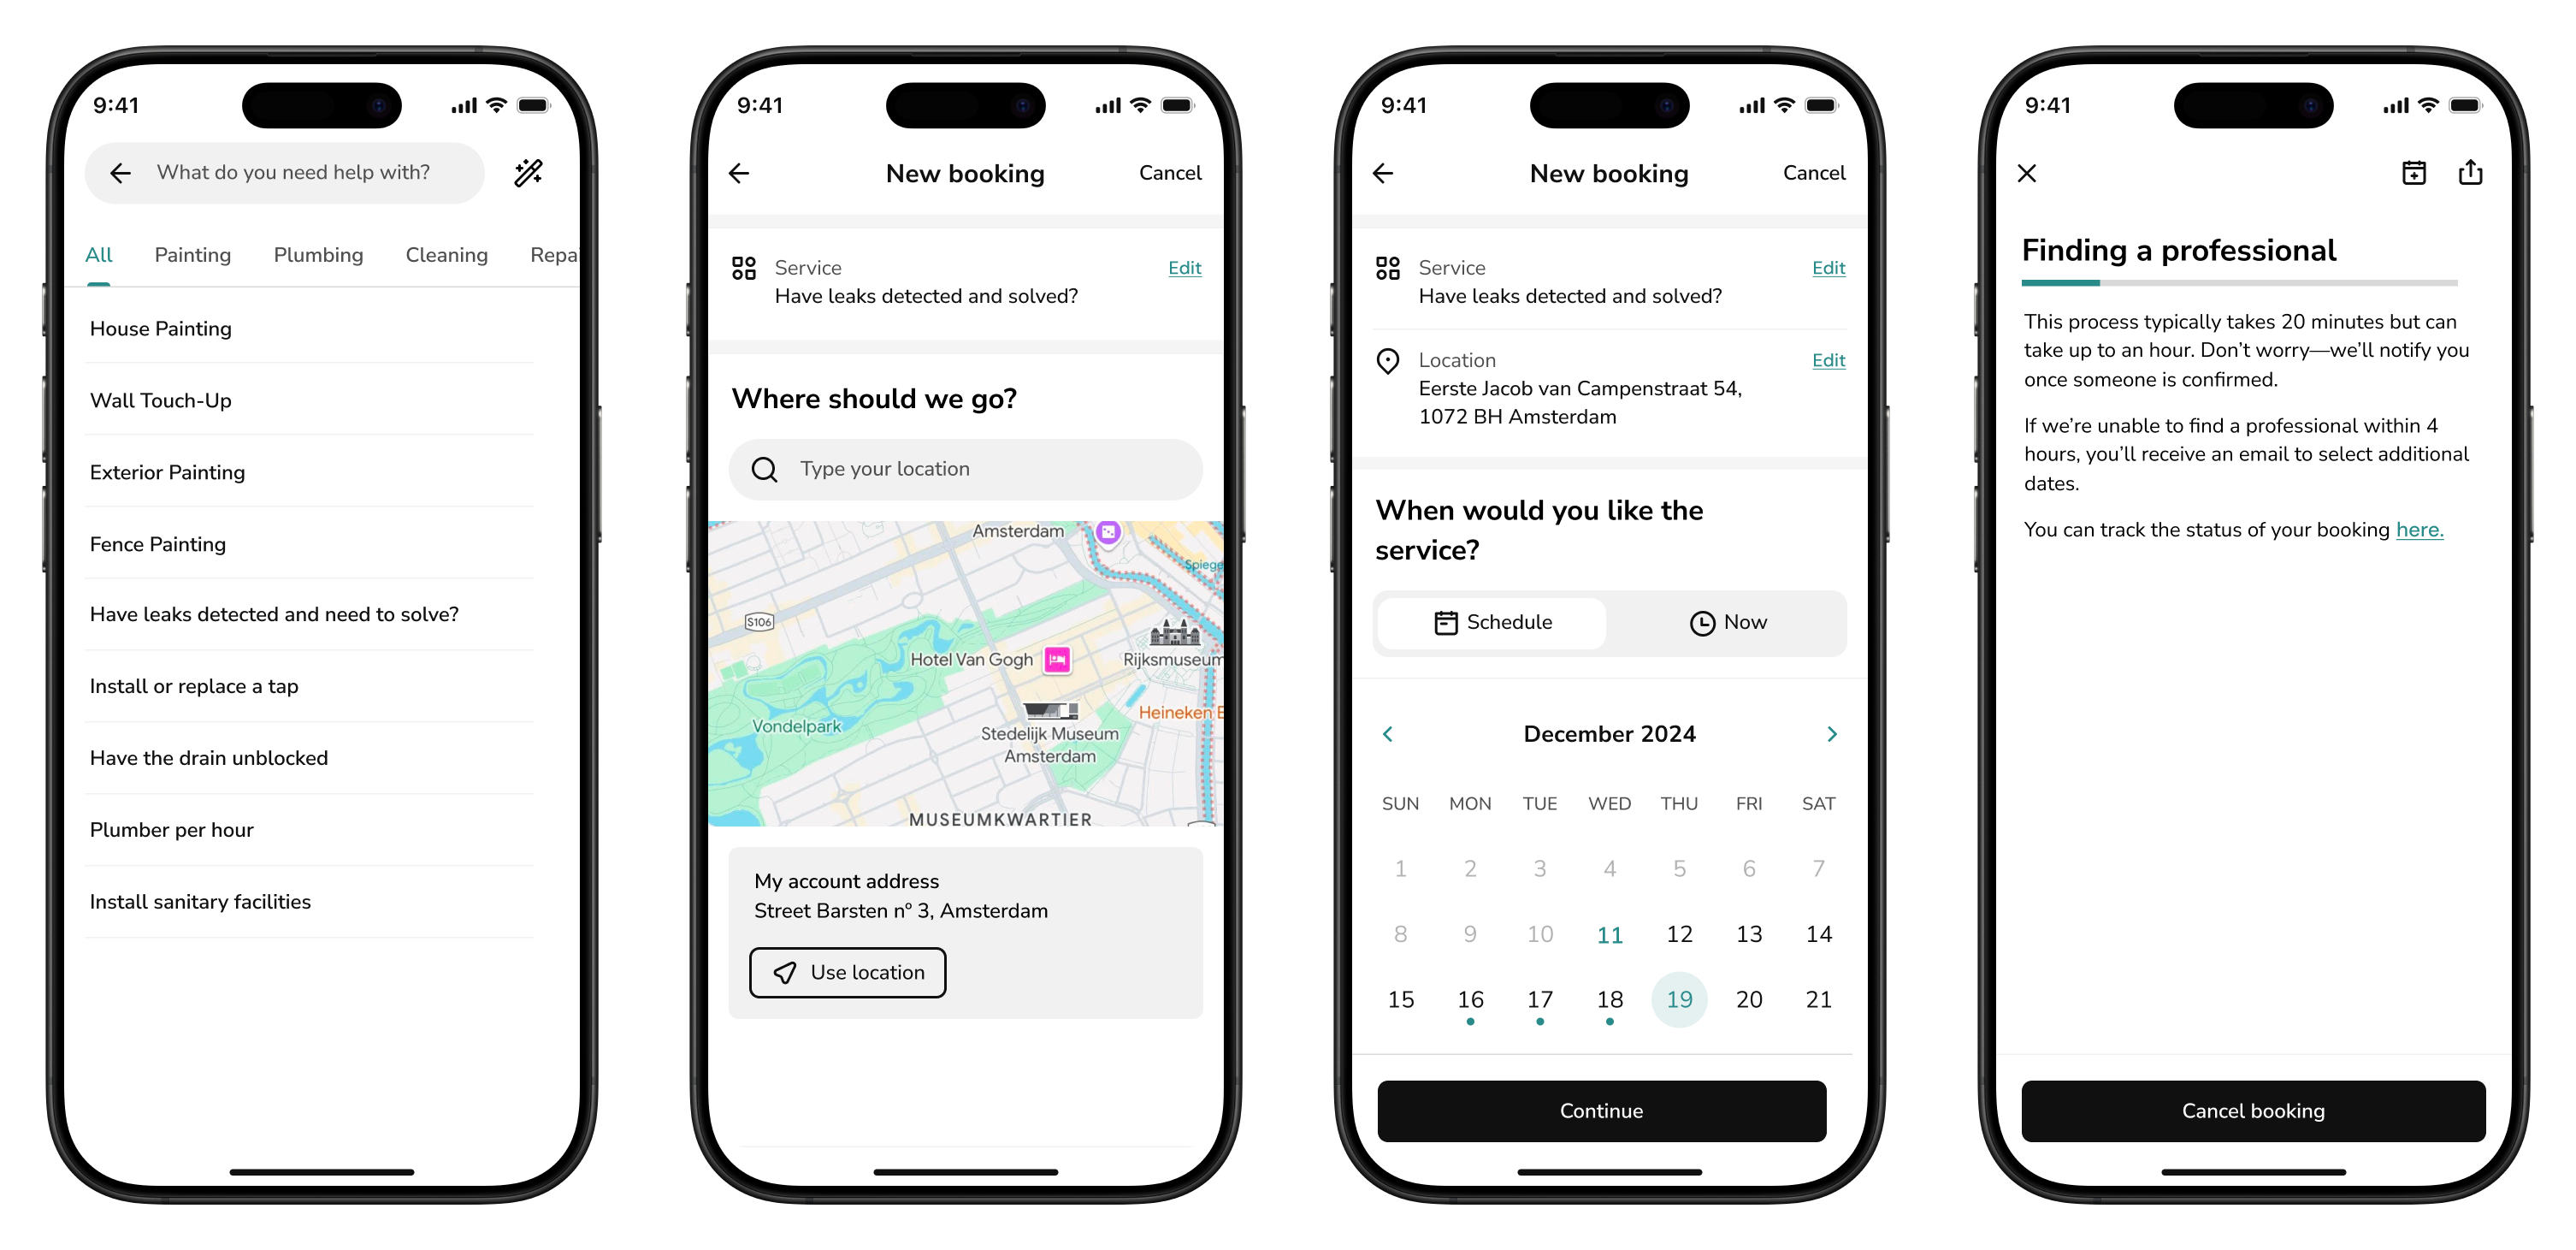 9:41
What do you need help with?
All Painting Plumbing Cleaning Repai
House Painting
Wall Touch-Up
Exterior Painting
Fence Painting
Have leaks detected and need to solve?
Install or replace a tap
Have the drain unblocked
Plumber per hour
Install sanitary facilities
9:41
New booking Cancel
Service Edit
Have leaks detected and solved?
Where should we go?
Type your location
Amsterdam
Spiege
S106
Hotel Van Gogh
Rijksmuseum
Heineken E
Vondelpark
Stedelijk Museum
Amsterdam
MUSEUMKWARTIER
My account address
Street Barsten nº 3, Amsterdam
Use location
9:41
New booking Cancel
Service Edit
Have leaks detected and solved?
Location Edit
Eerste Jacob van Campenstraat 54,
1072 BH Amsterdam
When would you like the
service?
Schedule Now
December 2024
SUN MON TUE WED THU FRI SAT
1 2 3 4 5 6 7
8 9 10 11 12 13 14
15 16 17 18 19 20 21
Continue
9:41
Finding a professional
This process typically takes 20 minutes but can
take up to an hour. Don’t worry—we’ll notify you
once someone is confirmed.
If we’re unable to find a professional within 4
hours, you’ll receive an email to select additional
dates.
You can track the status of your booking here.
Cancel booking